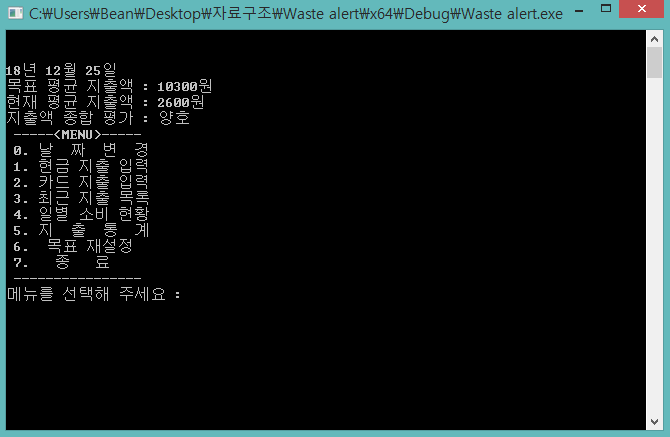 C:₩Users₩Bean₩Desktop₩자료구조₩Waste alert₩x64₩Debug₩Waste alert.exe
18년 12월 25일
목표 평균 지출액 : 10300원
현재 평균 지출액 : 2600원
지출액 종합 평가 : 양호
-----<MENU>-----
0. 날 짜 변 경
1. 현금 지출 입력
2. 카드 지출 입력
3. 최근 지출 목록
4. 일별 소비 현황
5. 지 출 통 계
6. 목표 재설정
7. 종 료
----------------
메뉴를 선택해 주세요 :